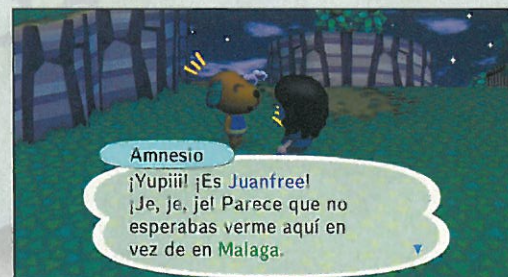 Amnesio
¡Yupiii! ¡Es Juanfree!
¡Je, je, je! Parece que no
esperabas verme aquí en
vez de en Malaga.